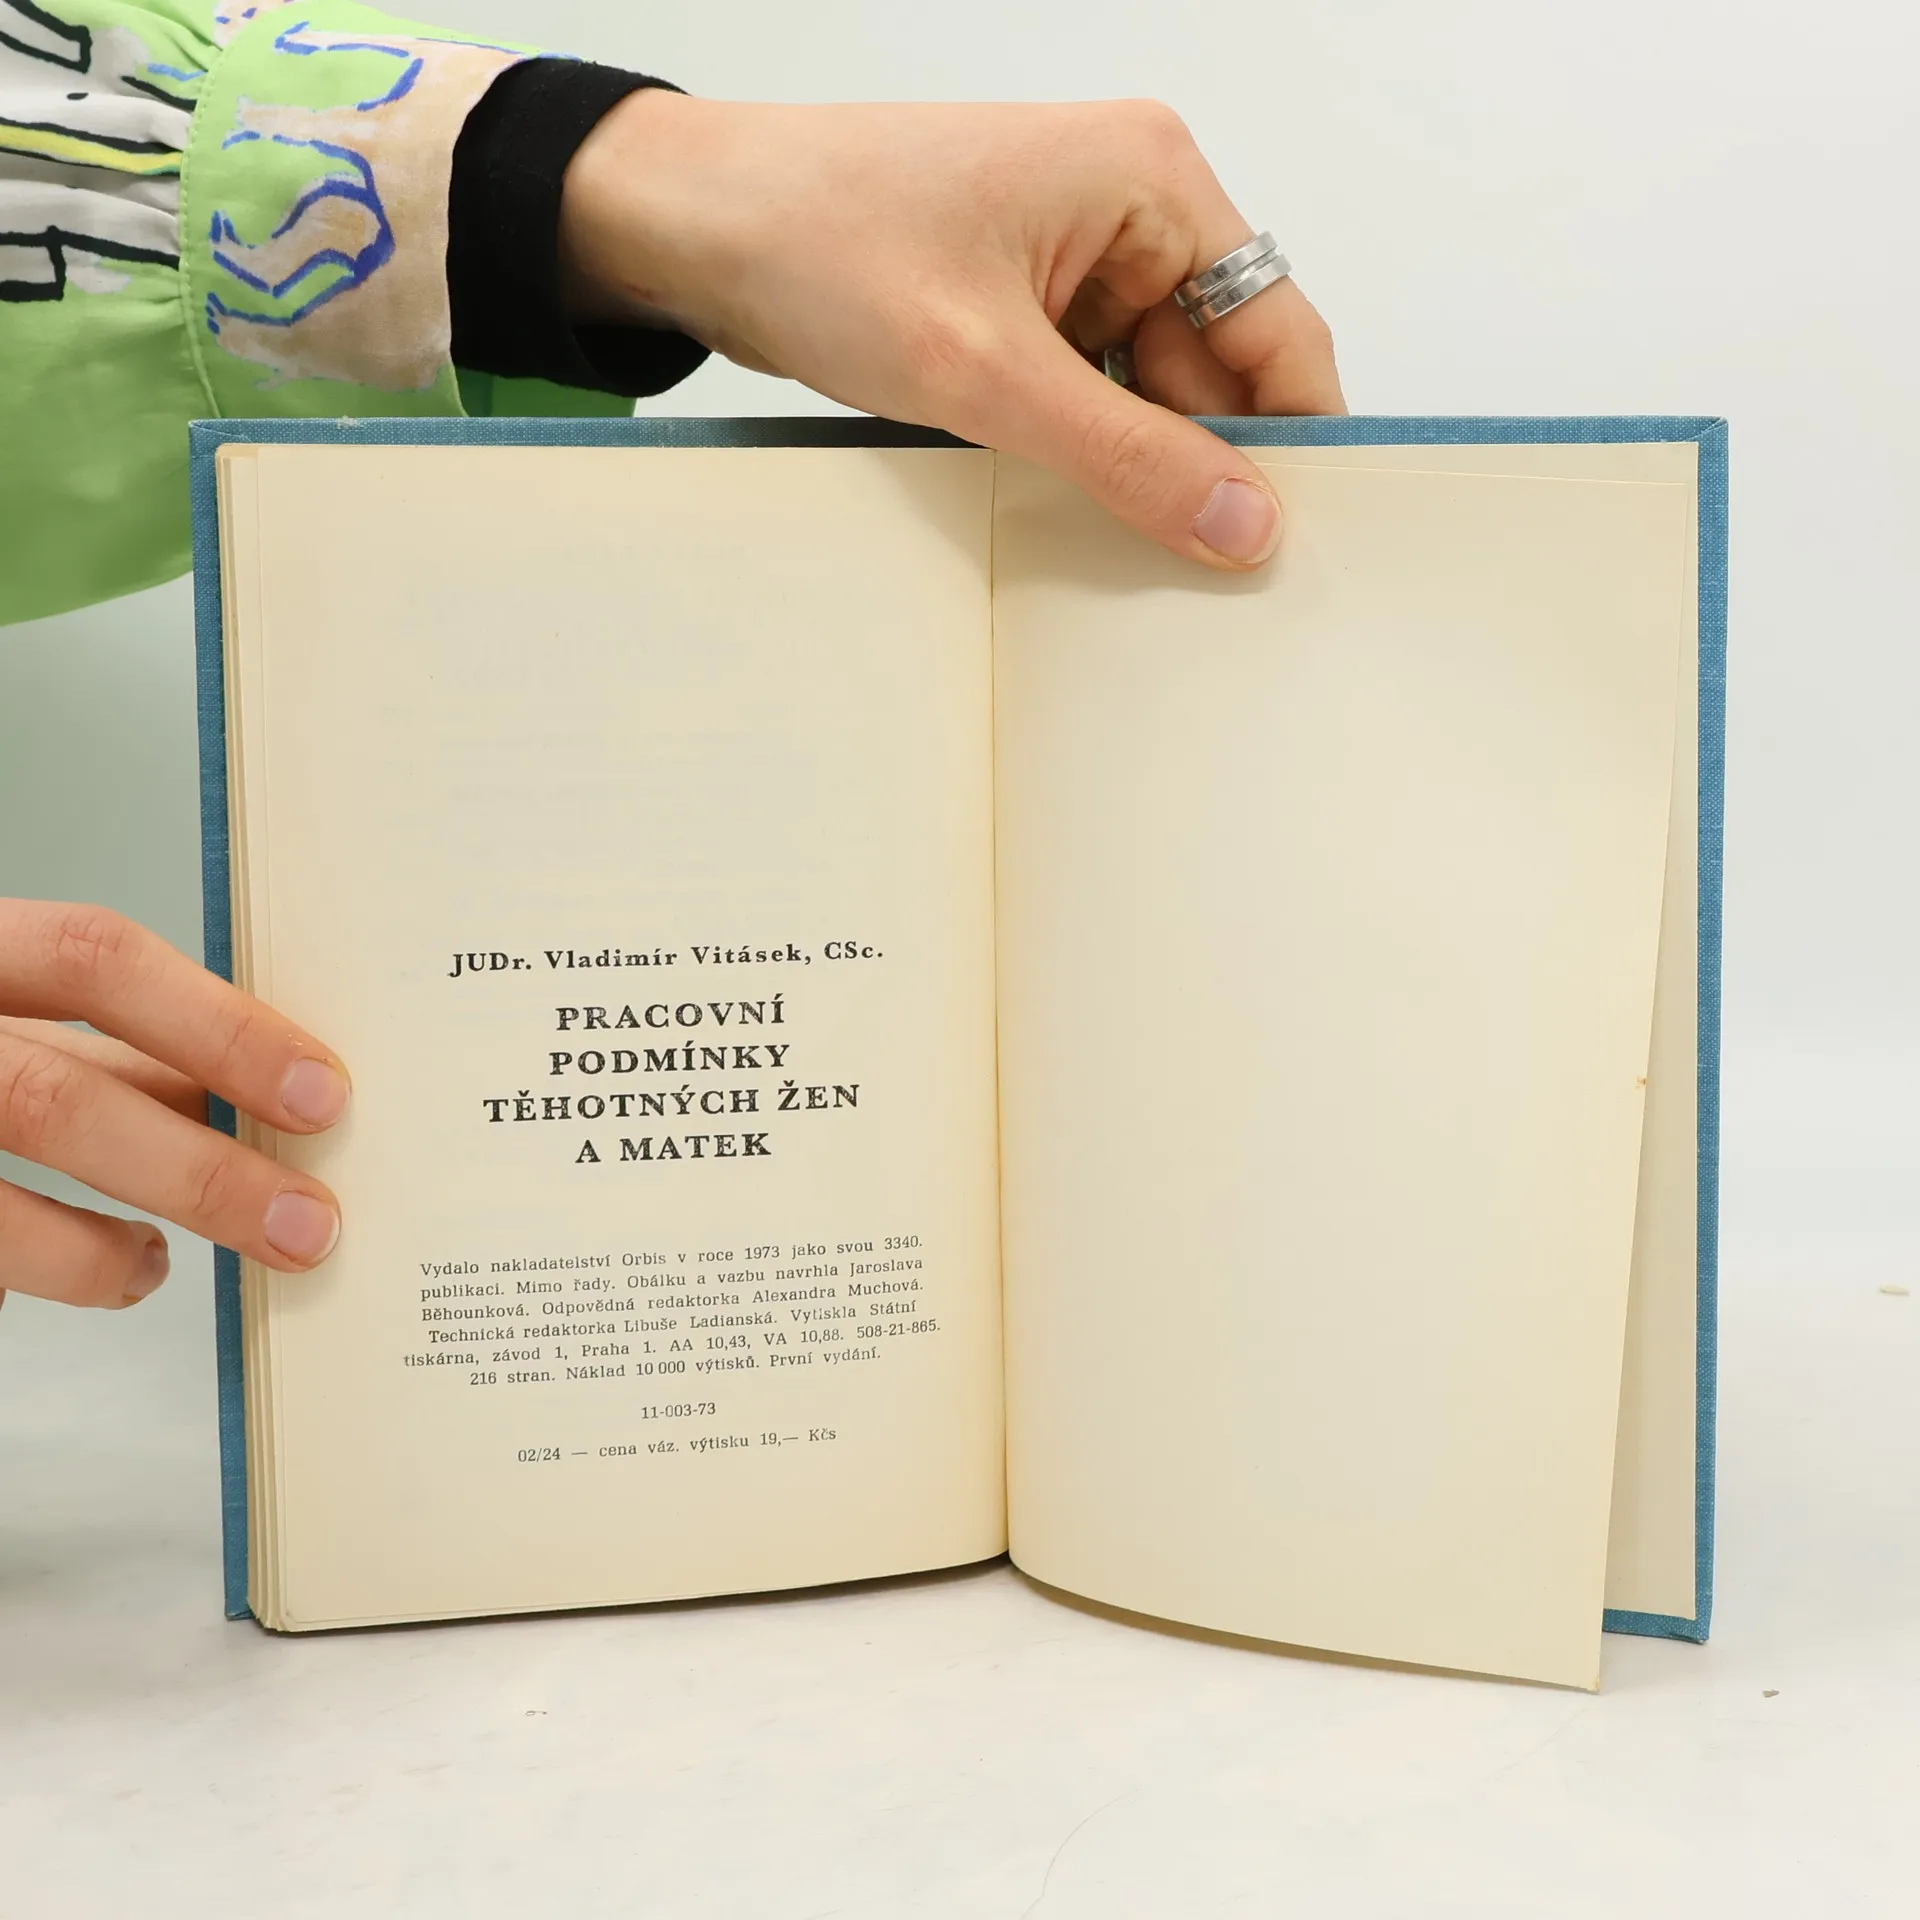 JUDr. Vladimír Vitásek, CSc.
PRACOVNÍ
PODMÍNKY
TĚHOTNÝCH ŽEN
A MATEK
Vydalo nakladatelství Orbis v roce 1973 jako svou 3340.
publikaci. Mimo řady. Obálku a vazbu navrhla Jaroslava
Běhounková. Odpovědná redaktorka Alexandra Muchová.
Technická redaktorka Libuše Ladianská. Vytiskla Státní
tiskárna, závod 1, Praha 1. AA 10,43, VA 10,88. 508-21-865.
216 stran. Náklad 10 000 výtisků. První vydání.
11-003-73
02/24 — cena váz. výtisku 19,— Kčs